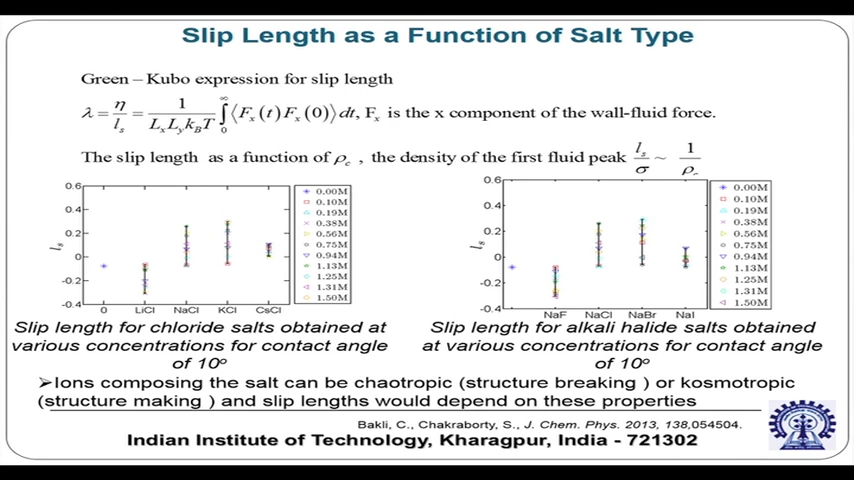 Slip Length as a Function of Salt Type
Green – Kubo expression for slip length
λ = η / l_s = 1 / (L_x L_y k_B T) ∫_0^∞ ⟨F_x(t) F_x(0)⟩ dt, F_x is the x component of the wall-fluid force.
The slip length as a function of ρ_c , the density of the first fluid peak l_s / σ ~ 1 / ρ_c
0.6
0.4
0.2
0
-0.2
-0.4
l_s
0 LiCl NaCl KCl CsCl
0.00M
0.10M
0.19M
0.38M
0.56M
0.75M
0.94M
1.13M
1.25M
1.31M
1.50M
0.6
0.4
0.2
0
-0.2
-0.4
l_s
NaF NaCl NaBr NaI
0.00M
0.10M
0.19M
0.38M
0.56M
0.75M
0.94M
1.13M
1.25M
1.31M
1.50M
Slip length for chloride salts obtained at
various concentrations for contact angle
of 10º
Slip length for alkali halide salts obtained
at various concentrations for contact angle
of 10º
➢Ions composing the salt can be chaotropic (structure breaking ) or kosmotropic
(structure making ) and slip lengths would depend on these properties
Bakli, C., Chakraborty, S., J. Chem. Phys. 2013, 138,054504.
Indian Institute of Technology, Kharagpur, India - 721302